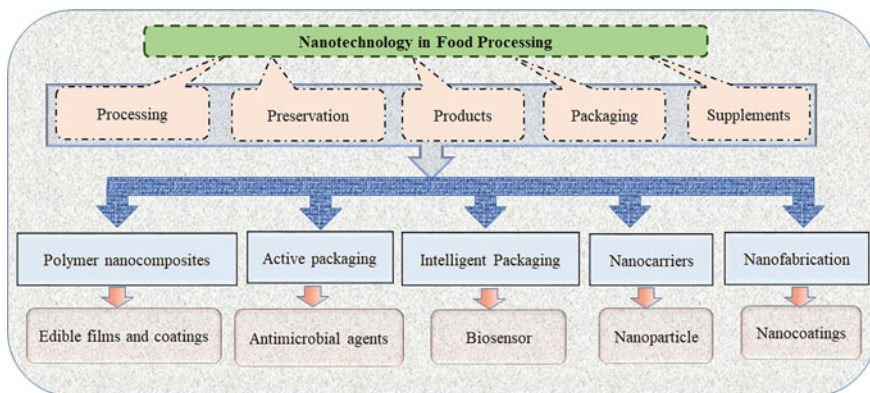 Nanotechnology in Food Processing
Processing
Preservation
Products
Packaging
Supplements
Polymer nanocomposites
Active packaging
Intelligent Packaging
Nanocarriers
Nanofabrication
Edible films and coatings
Antimicrobial agents
Biosensor
Nanoparticle
Nanocoatings